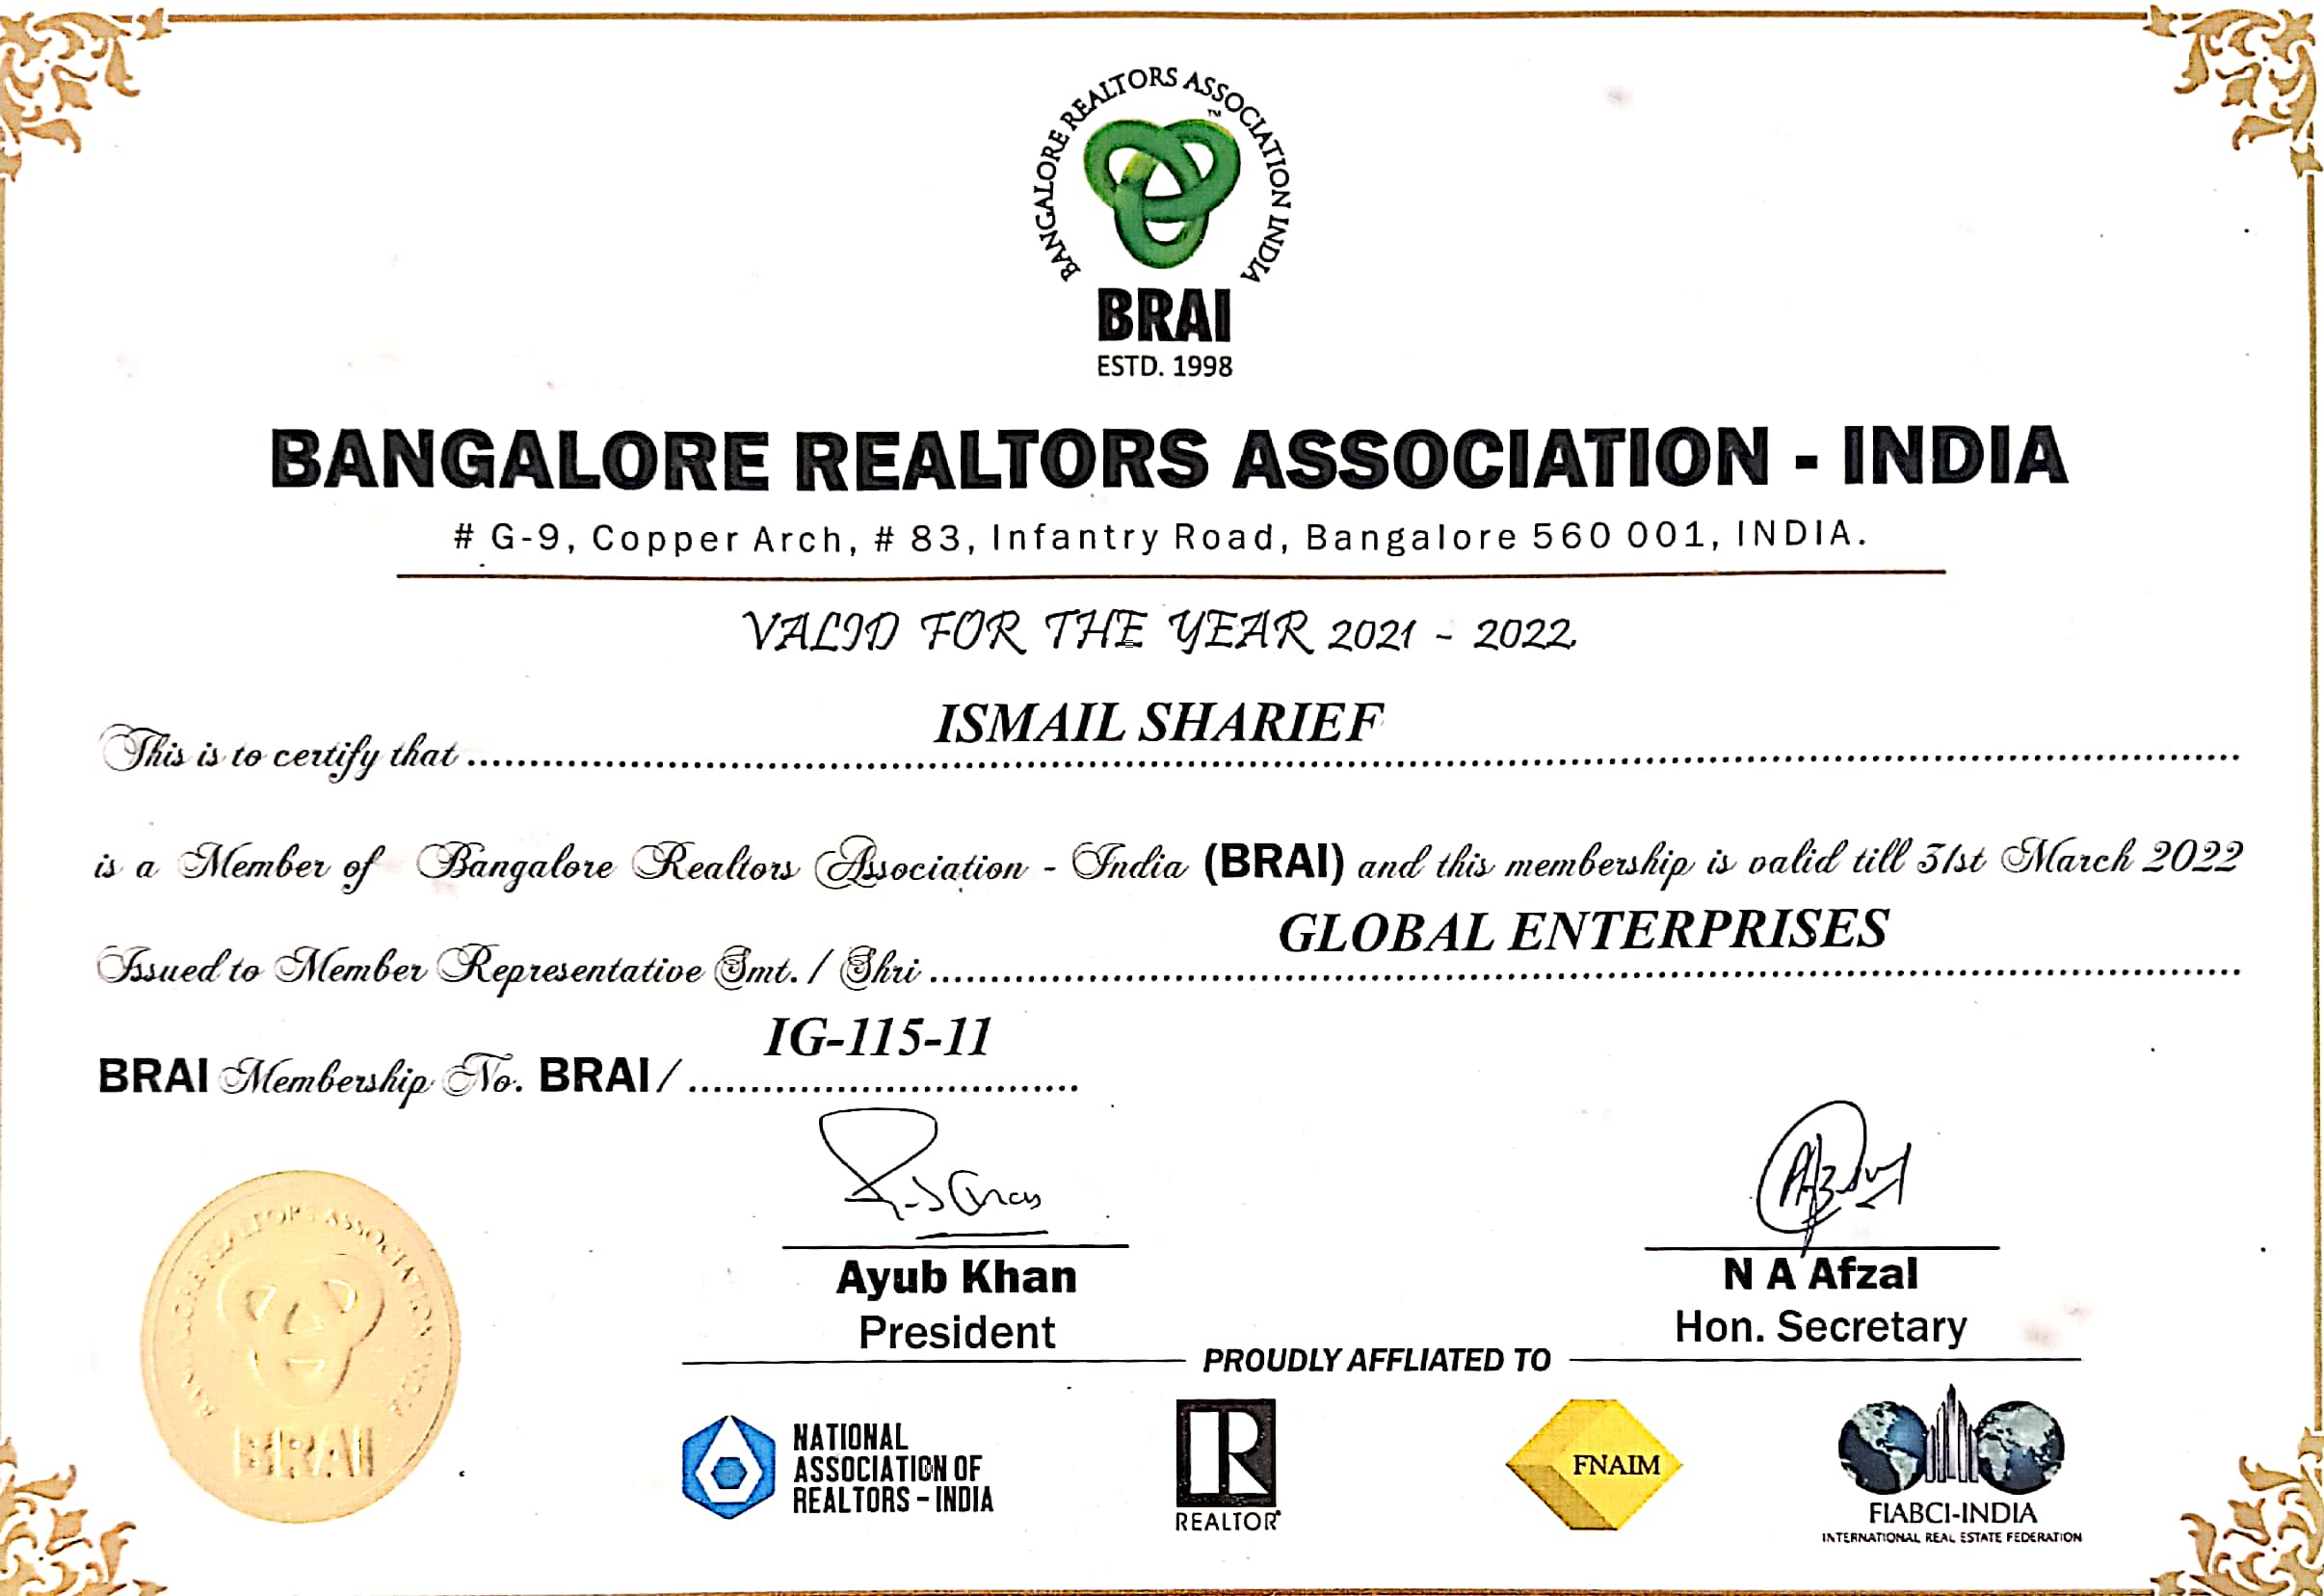 BANGALORE REALTORS ASSOCIATION INDIA
TM
BRAI
ESTD. 1998
BANGALORE REALTORS ASSOCIATION - INDIA
# G-9, Copper Arch, # 83, Infantry Road, Bangalore 560 001, INDIA.
VALID FOR THE YEAR 2021 - 2022
This is to certify that ISMAIL SHARIEF
is a Member of Bangalore Realtors Association - India (BRAI) and this membership is valid till 31st March 2022
Issued to Member Representative Smt. / Shri GLOBAL ENTERPRISES
BRAI Membership No. BRAI/ IG-115-11
Ayub Khan
President
N A Afzal
Hon. Secretary
BANGALORE REALTORS ASSOCIATION INDIA
BRAI
PROUDLY AFFLIATED TO
NATIONAL
ASSOCIATION OF
REALTORS - INDIA
R
REALTOR®
FNAIM
FIABCI-INDIA
INTERNATIONAL REAL ESTATE FEDERATION